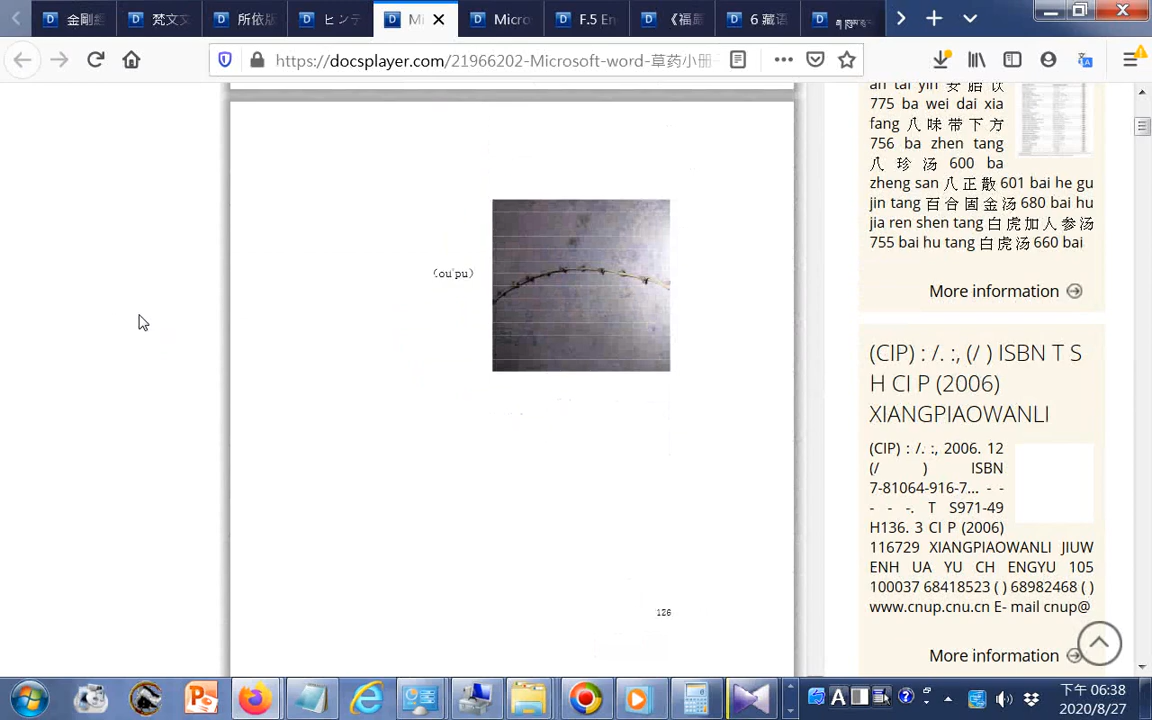 金剛經
梵文文
所依版
ヒンテ
Mi
Micro
F.5 En
《福嚴
6 藏語
https://docsplayer.com/21966202-Microsoft-word-草药小册
an tai yin 安 胎 饮
775 ba wei dai xia
fang 八 味 带 下 方
756 ba zhen tang
八 珍 汤 600 ba
zheng san 八 正 散 601 bai he gu
jin tang 百 合 固 金 汤 680 bai hu
jia ren shen tang 白 虎 加 人 参 汤
755 bai hu tang 白 虎 汤 660 bai
More information
(ou'pu)
126
(CIP) : /. :, (/ ) ISBN T S
H CI P (2006)
XIANGPIAOWANLI
(CIP) : /. :, 2006. 12
(/ ) ISBN
7-81064-916-7... - -
- - -. T S971-49
H136. 3 CI P (2006)
116729 XIANGPIAOWANLI JIUW
ENH UA YU CH ENGYU 105
100037 68418523 ( ) 68982468 ( )
www.cnup.cnu.cn E- mail cnup@
More information
下午 06:38
2020/8/27